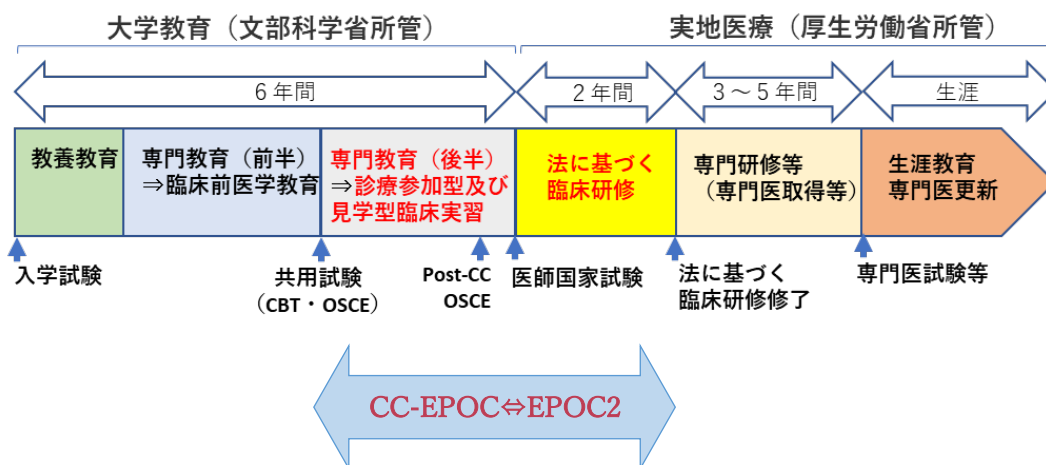 大学教育（文部科学省所管）
実地医療（厚生労働省所管）
6年間
2年間
3～5年間
生涯
教養教育
専門教育（前半）
⇒臨床前医学教育
専門教育（後半）
⇒診療参加型及び
見学型臨床実習
法に基づく
臨床研修
専門研修等
（専門医取得等）
生涯教育
専門医更新
入学試験
共用試験
（CBT・OSCE）
Post-CC
OSCE
医師国家試験
法に基づく
臨床研修修了
専門医試験等
CC-EPOC⇔EPOC2